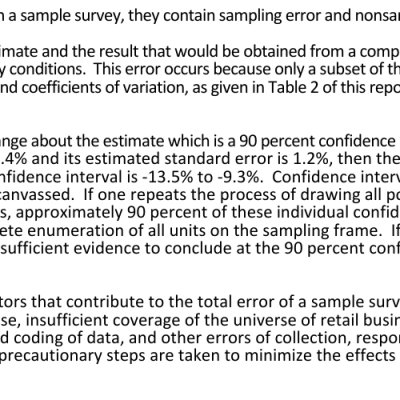 n a sample survey, they contain sampling error and nonsar
imate and the result that would be obtained from a comp
y conditions.  This error occurs because only a subset of th
nd coefficients of variation, as given in Table 2 of this repo
nge about the estimate which is a 90 percent confidence
.4% and its estimated standard error is 1.2%, then the
nfidence interval is -13.5% to -9.3%.  Confidence interv
canvassed.  If one repeats the process of drawing all po
s, approximately 90 percent of these individual confid
ete enumeration of all units on the sampling frame.  If
sufficient evidence to conclude at the 90 percent conf
tors that contribute to the total error of a sample surv
se, insufficient coverage of the universe of retail busi
d coding of data, and other errors of collection, respo
precautionary steps are taken to minimize the effects